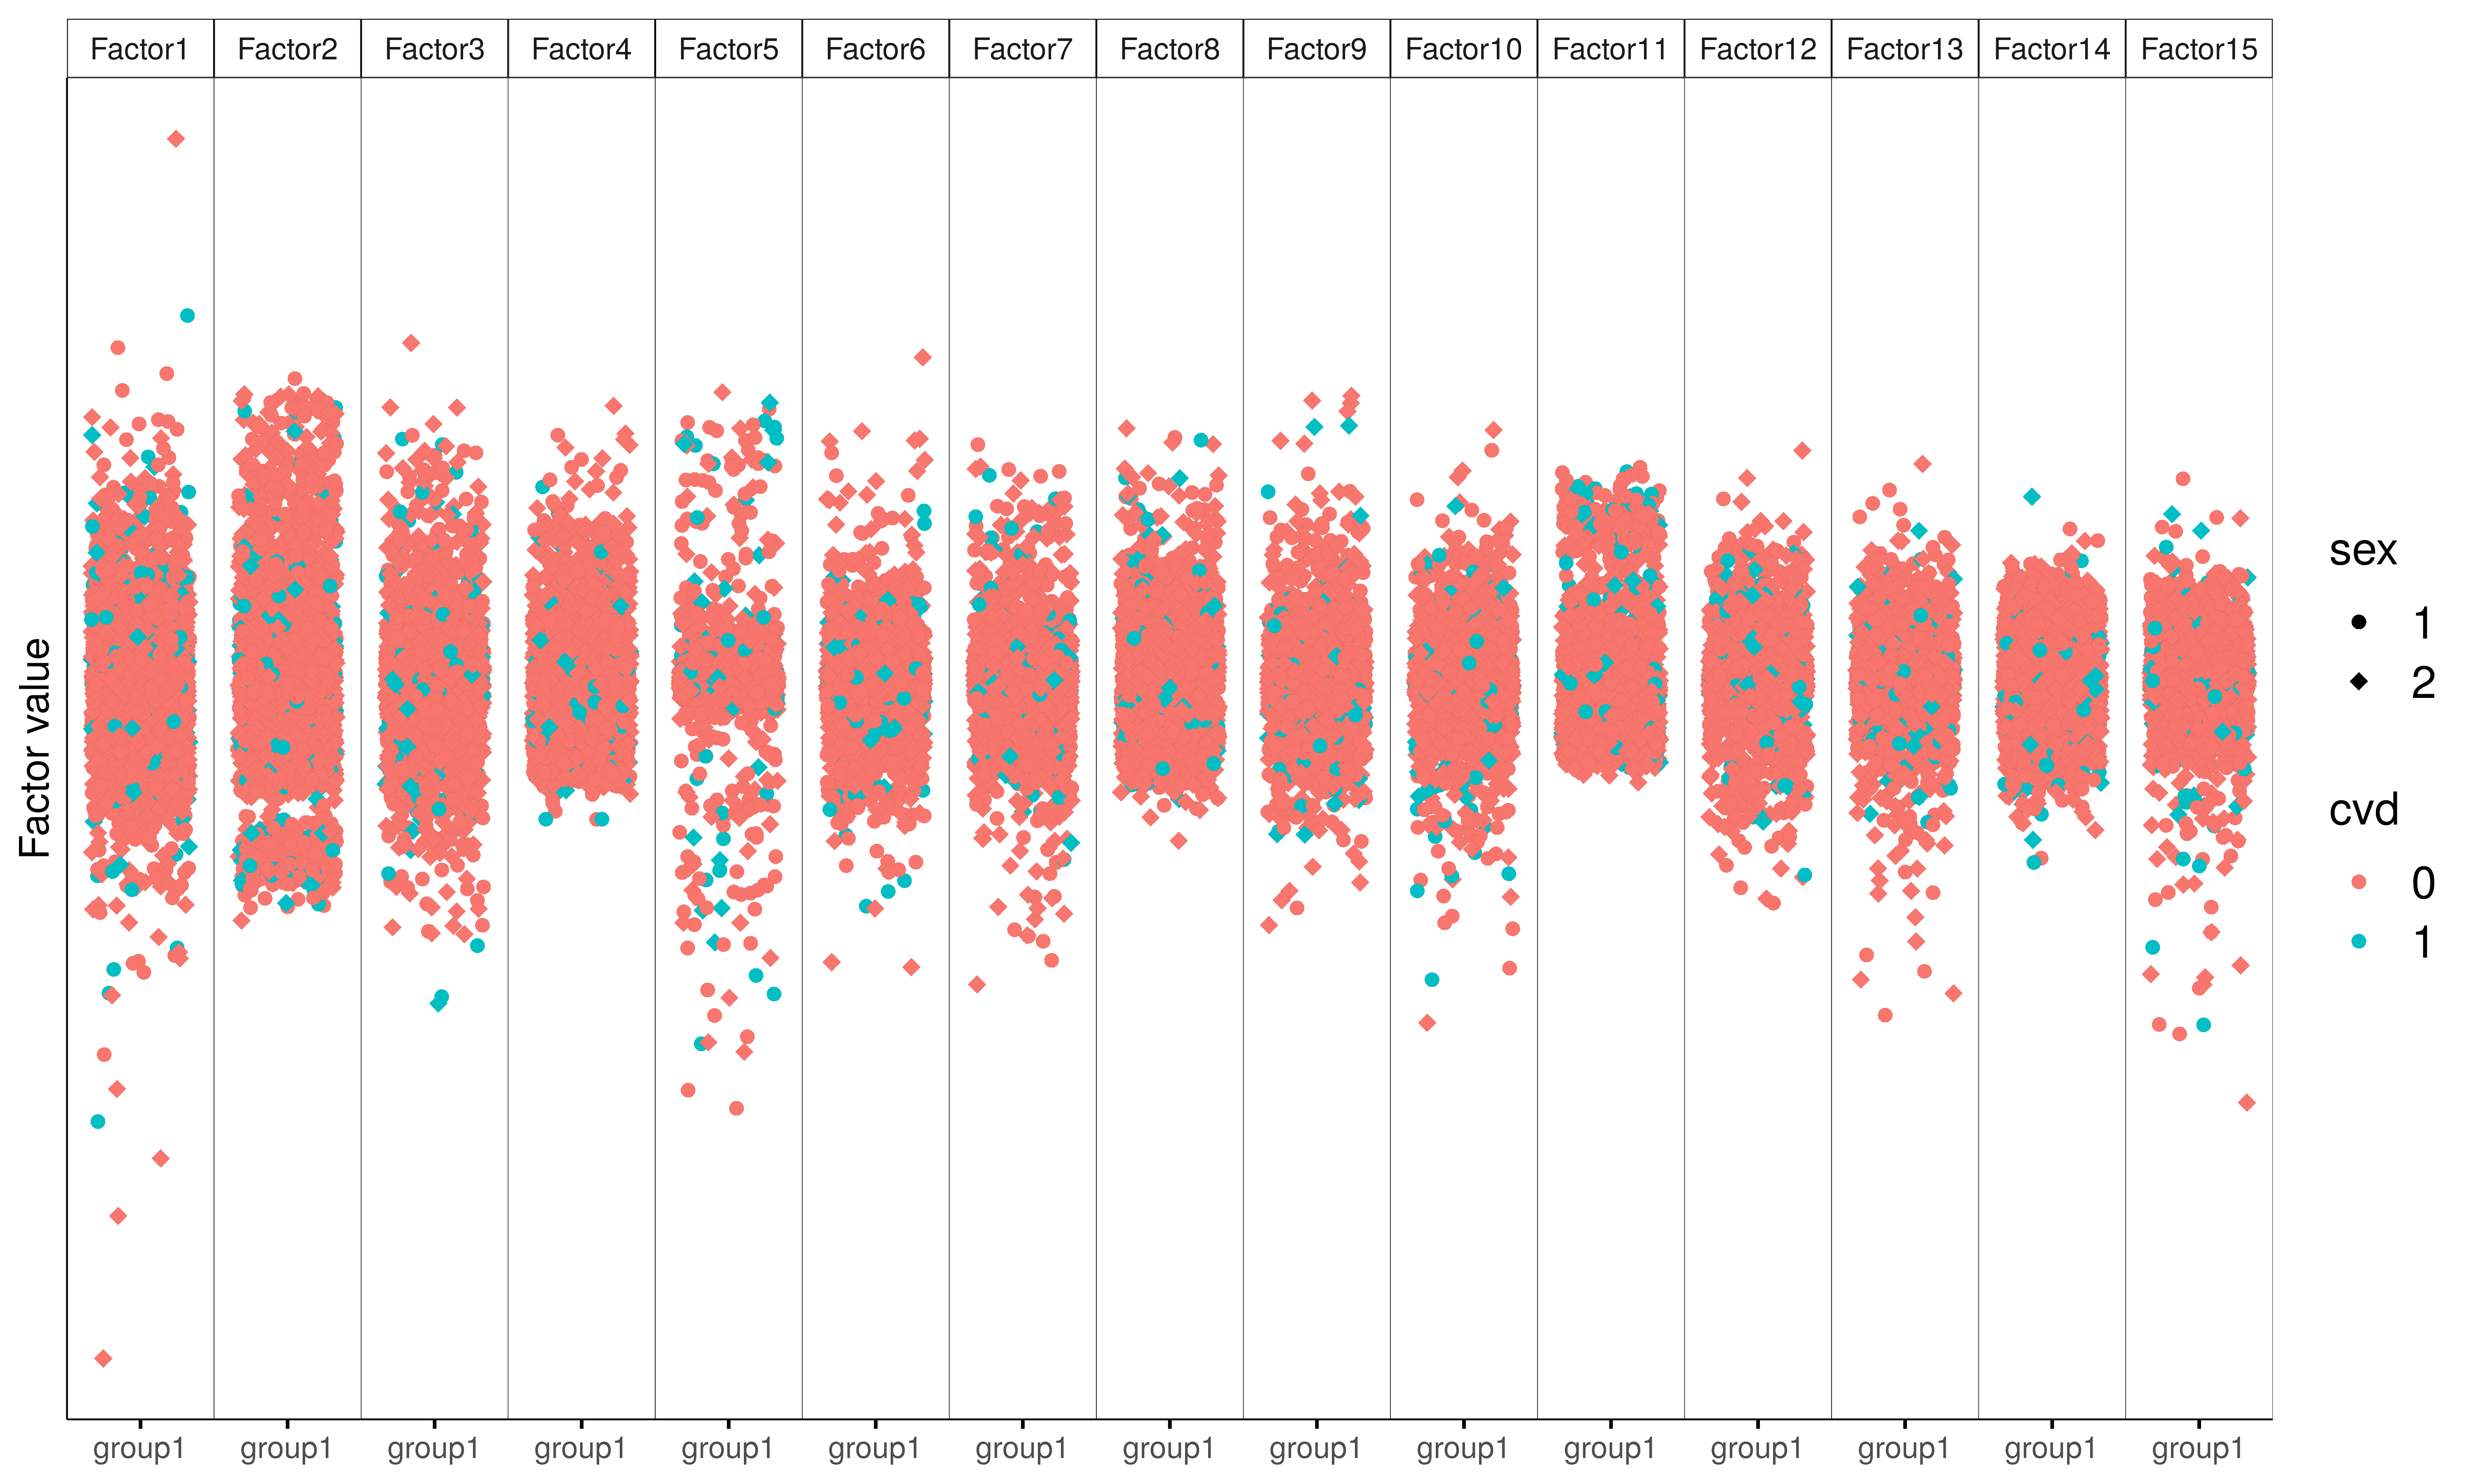 Factor1 Factor2 Factor3 Factor4 Factor5 Factor6 Factor7 Factor8 Factor9 Factor10 Factor11 Factor12 Factor13 Factor14 Factor15
Factor value
group1 group1 group1 group1 group1 group1 group1 group1 group1 group1 group1 group1 group1 group1 group1
sex
1
2
cvd
0
1